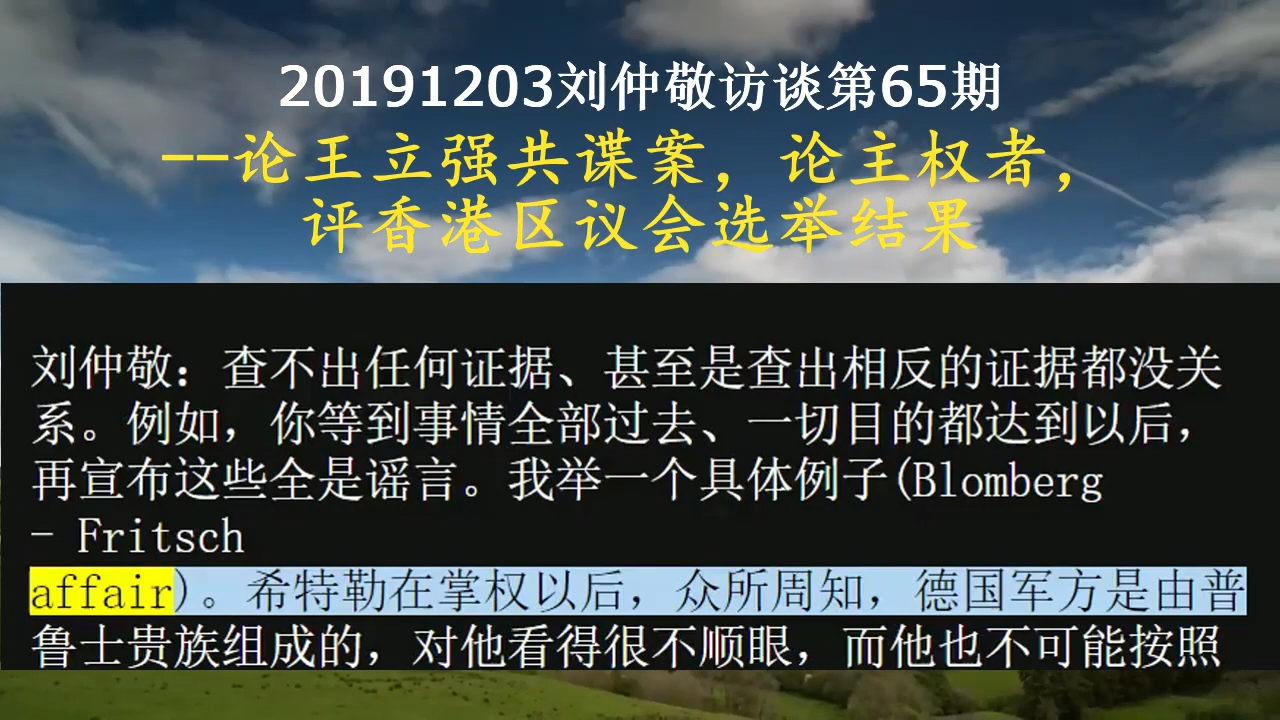 20191203刘仲敬访谈第65期
--论王立强共谍案，论主权者，
评香港区议会选举结果
刘仲敬：查不出任何证据、甚至是查出相反的证据都没关
系。例如，你等到事情全部过去、一切目的都达到以后，
再宣布这些全是谣言。我举一个具体例子(Blomberg
- Fritsch
affair)。希特勒在掌权以后，众所周知，德国军方是由普
鲁士贵族组成的，对他看得很不顺眼，而他也不可能按照